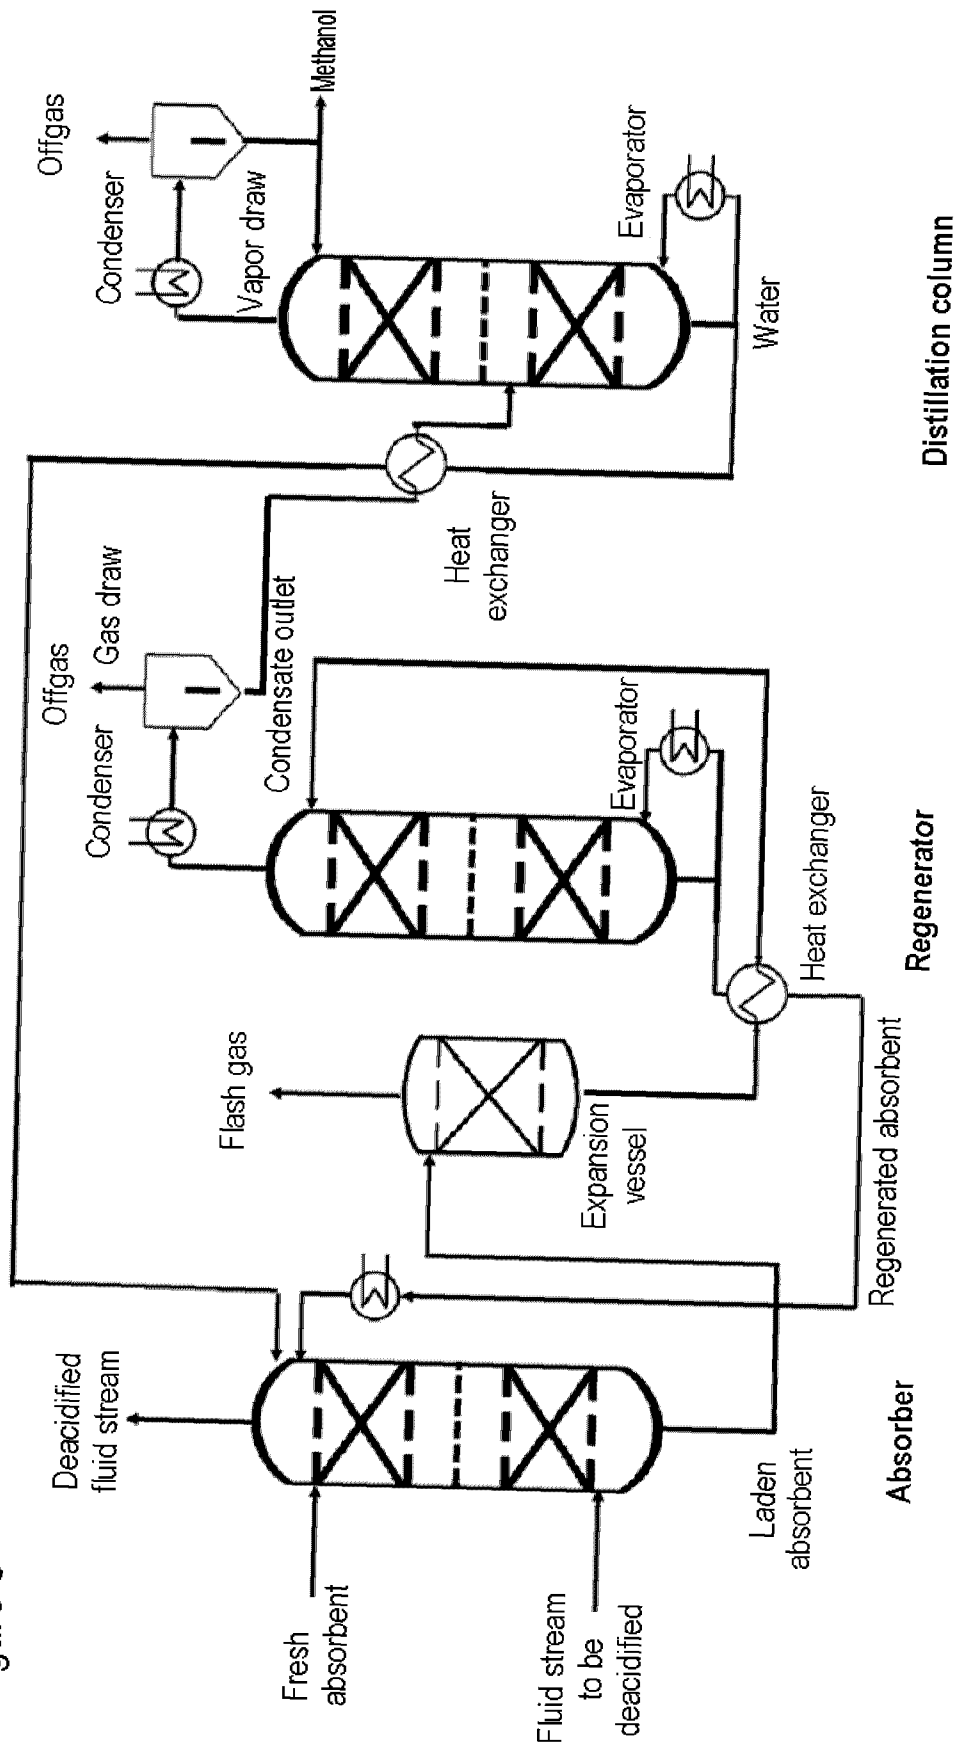 Deacidified
fluid stream
Fresh
absorbent
Fluid stream
to be
deacidified
Laden
absorbent
Absorber
Flash gas
Expansion
vessel
Regenerated absorbent
Heat exchanger
Regenerator
Offgas
Gas draw
Condenser
Condensate outlet
Evaporator
Heat
exchanger
Offgas
Condenser
Vapor draw
Methanol
Evaporator
Water
Distillation column